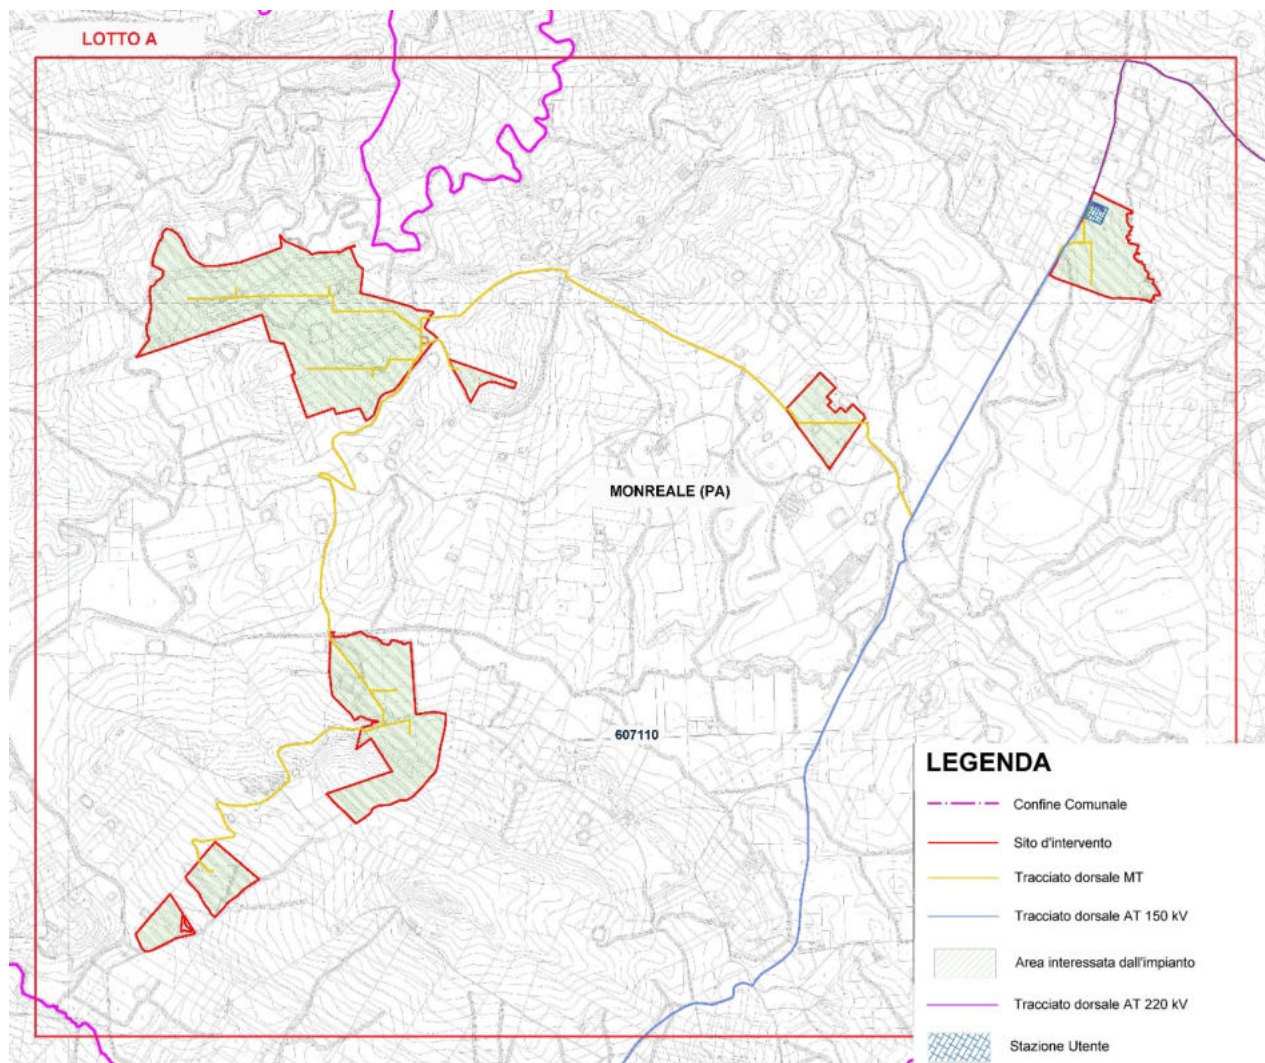 LOTTO A
MONREALE (PA)
607110
LEGENDA
Confine Comunale
Sito d'intervento
Tracciato dorsale MT
Tracciato dorsale AT 150 kV
Area interessata dall'impianto
Tracciato dorsale AT 220 kV
Stazione Utente